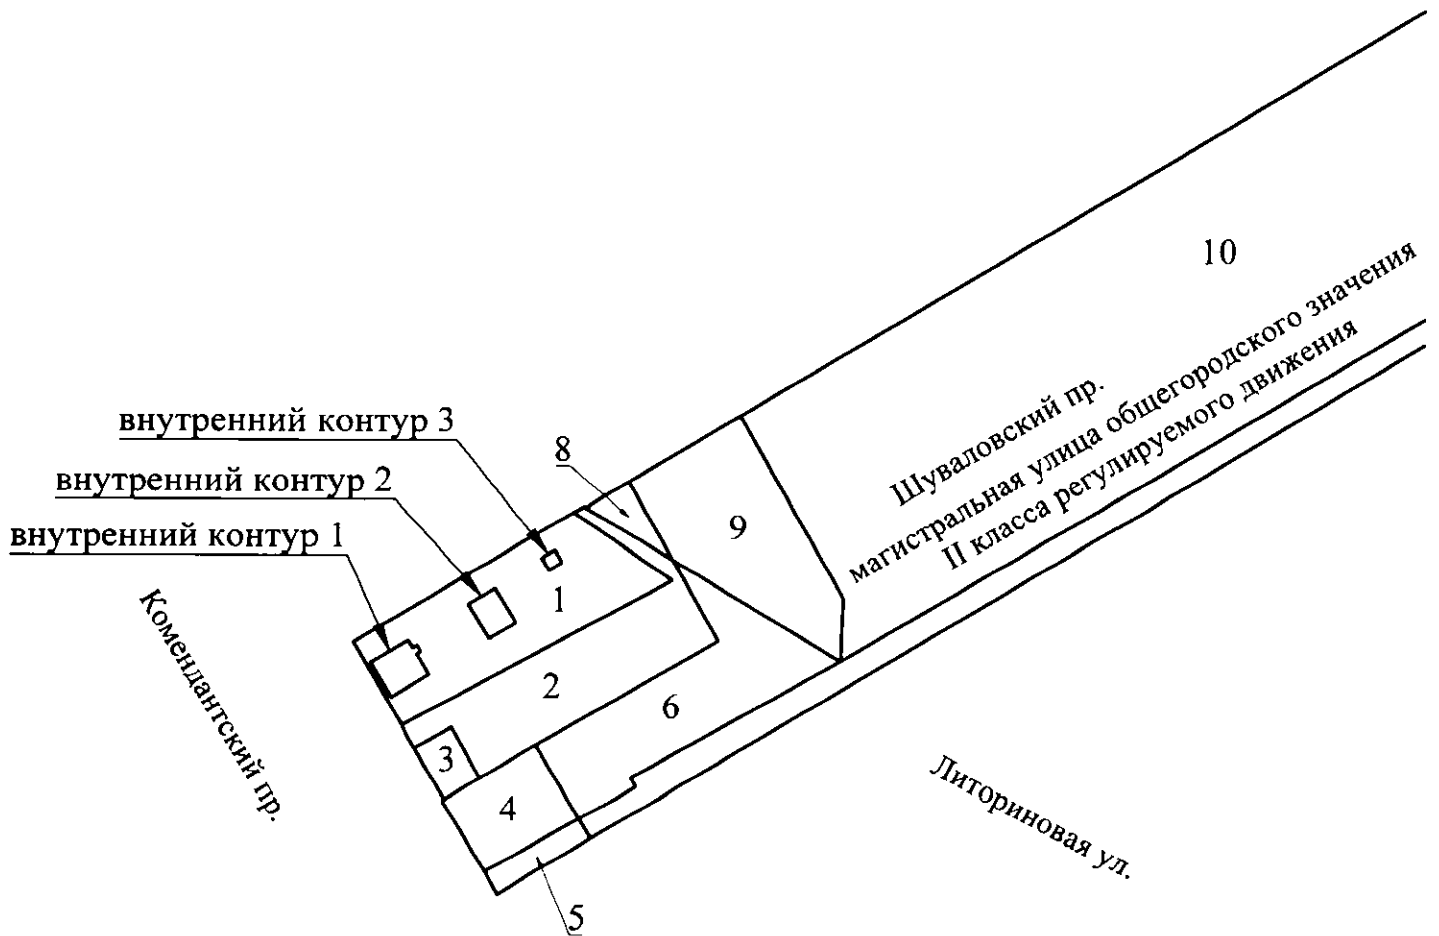 10
Шуваловский пр.
магистральная улица общегородского значения
II класса регулируемого движения
внутренний контур 3
8
внутренний контур 2
внутренний контур 1
9
1
Комендантский пр.
2
6
3
4
Литориновая ул.
5